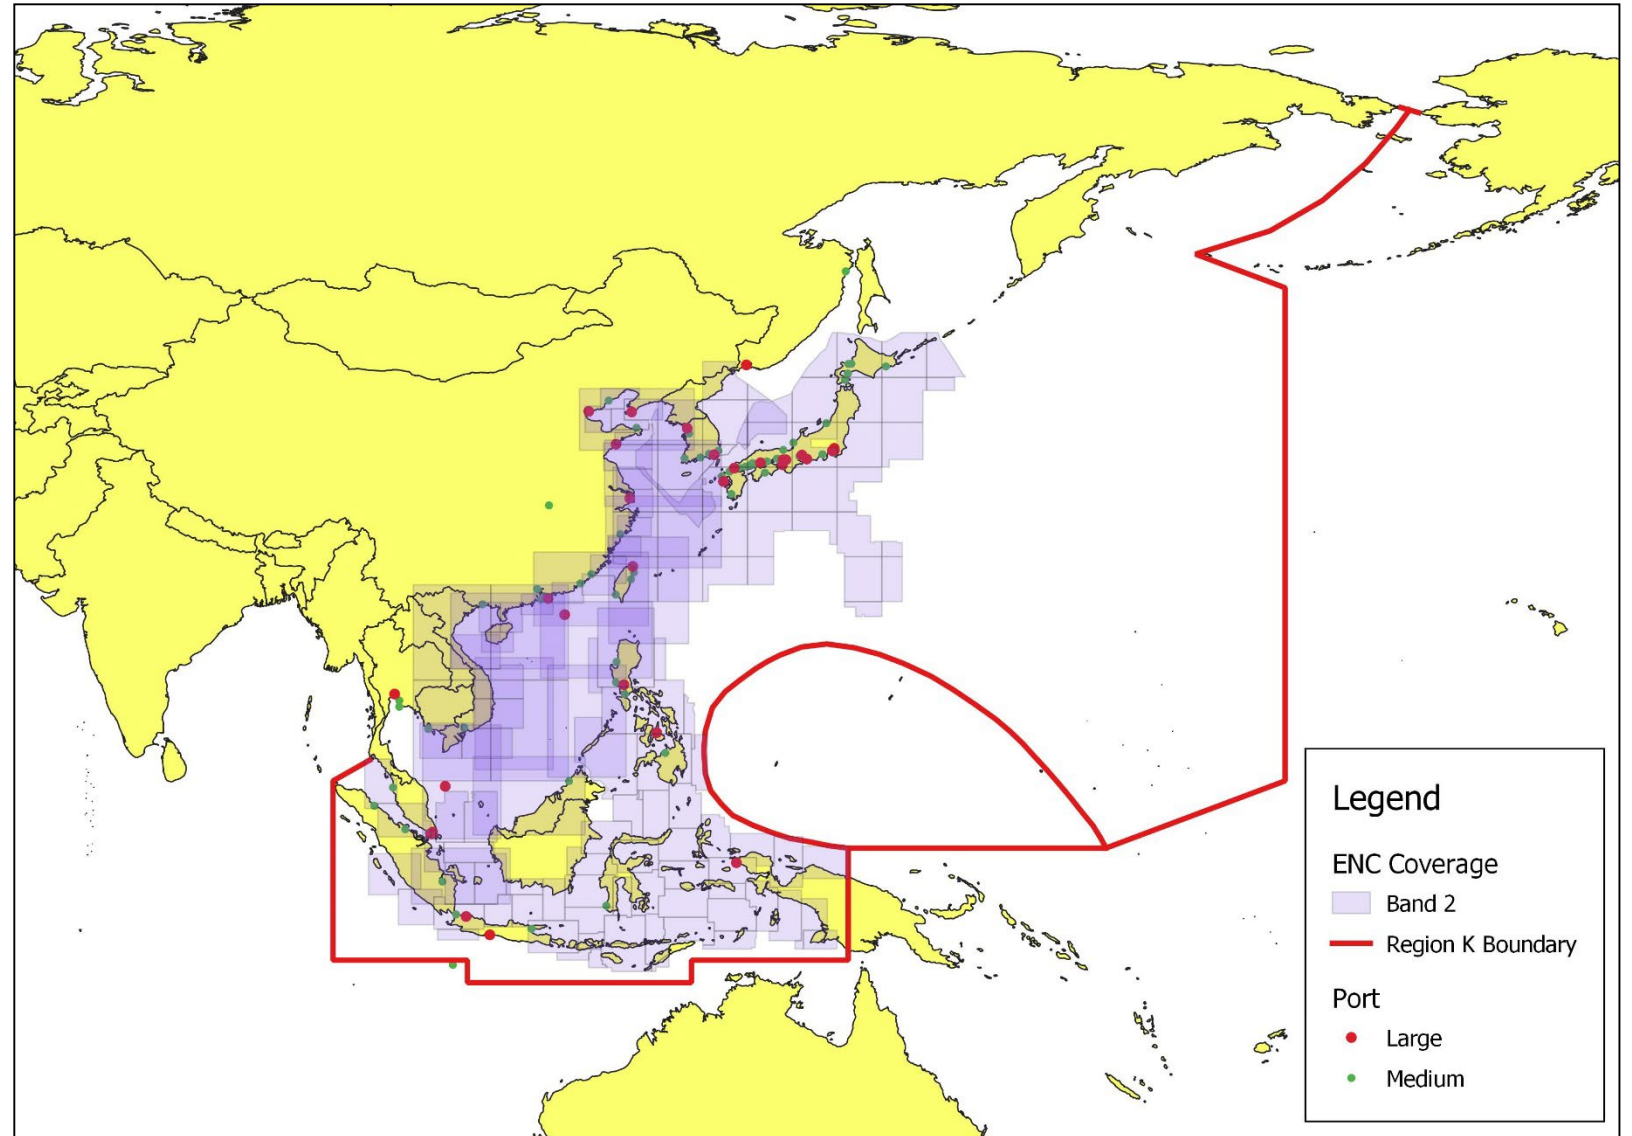 Legend
ENC Coverage
Band 2
Region K Boundary
Port
Large
Medium